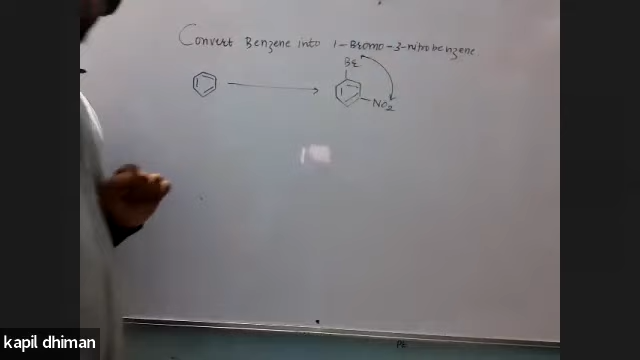 Convert Benzene into 1-Bromo-3-nitrobenzene
Br
NO2
kapil dhiman